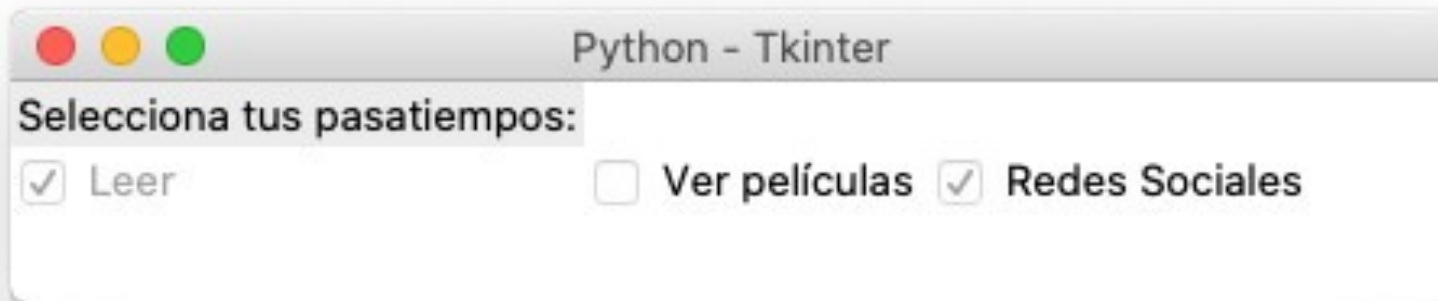 Python - Tkinter
Selecciona tus pasatiempos:
Leer Ver películas Redes Sociales